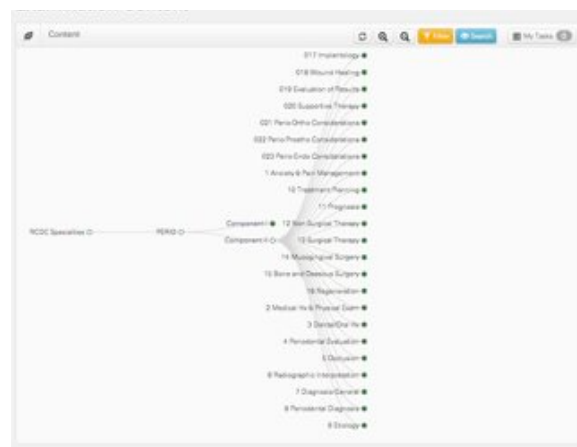 Content
Filter
Search
My Tasks
017 Implantology
018 Wound Healing
019 Evaluation of Results
020 Supportive Therapy
021 Perio Ortho Considerations
022 Perio Prostho Considerations
023 Perio Endo Considerations
1 Anxiety & Pain Management
10 Treatment Planning
11 Prognosis
Component I
12 Non Surgical Therapy
RCDC Specialties
PERIO
Component II
13 Surgical Therapy
14 Mucogingival Surgery
15 Bone and Osseous Surgery
16 Regeneration
2 Medical Hx & Physical Exam
3 Dental/Oral Hx
4 Periodontal Evaluation
5 Occlusion
6 Radiographic Interpretation
7 Diagnosis/General
8 Periodontal Diagnosis
9 Etiology